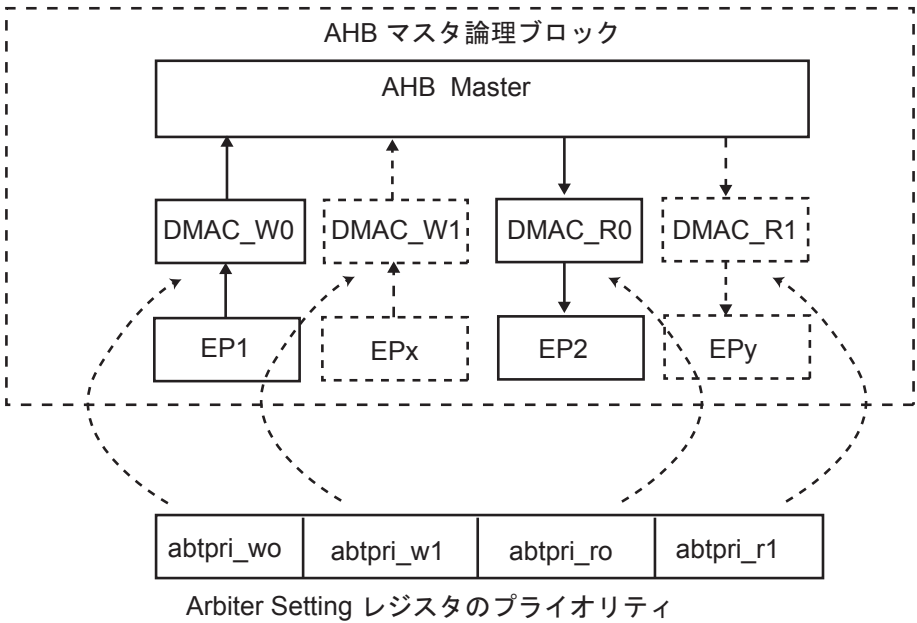 AHB マスタ論理ブロック
AHB Master
DMAC_W0
DMAC_W1
DMAC_R0
DMAC_R1
EP1
EPx
EP2
EPy
abtpri_wo
abtpri_w1
abtpri_ro
abtpri_r1
Arbiter Setting レジスタのプライオリティ